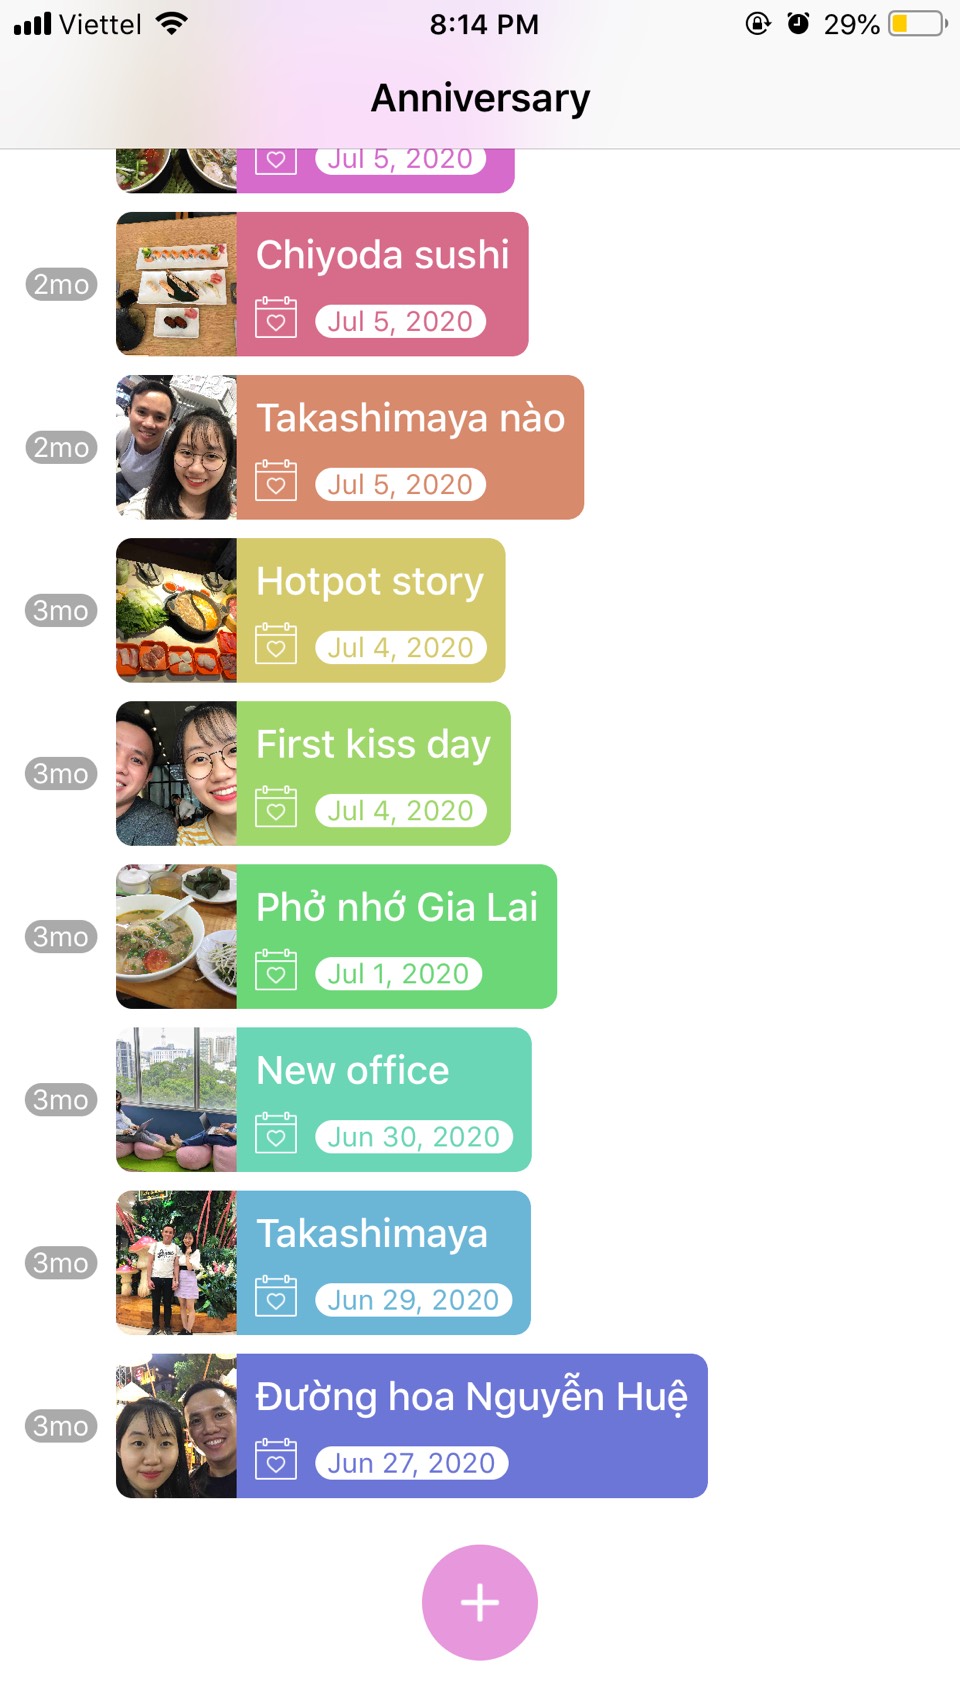 Viettel 8:14 PM 29%
Anniversary
Jul 5, 2020
Chiyoda sushi
2mo
Jul 5, 2020
Takashimaya nào
2mo
Jul 5, 2020
Hotpot story
3mo
Jul 4, 2020
First kiss day
3mo
Jul 4, 2020
Phở nhớ Gia Lai
3mo
Jul 1, 2020
New office
3mo
Jun 30, 2020
Takashimaya
3mo
Jun 29, 2020
Đường hoa Nguyễn Huệ
3mo
Jun 27, 2020